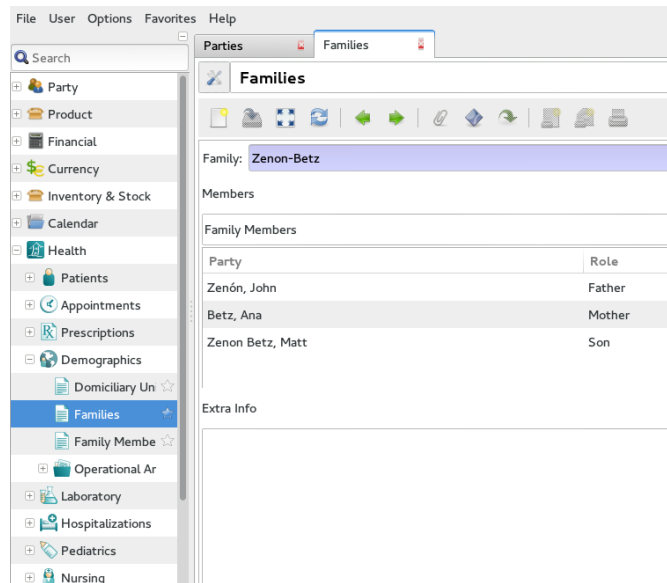 File User Options Favorites Help
Search
Party
Product
Financial
Currency
Inventory & Stock
Calendar
Health
Patients
Appointments
Prescriptions
Demographics
Domiciliary Uni
Families
Family Membe
Operational Ar
Laboratory
Hospitalizations
Pediatrics
Nursing
Parties Families
Families
Family: Zenon-Betz
Members
Family Members
Party Role
Zenón, John Father
Betz, Ana Mother
Zenon Betz, Matt Son
Extra Info